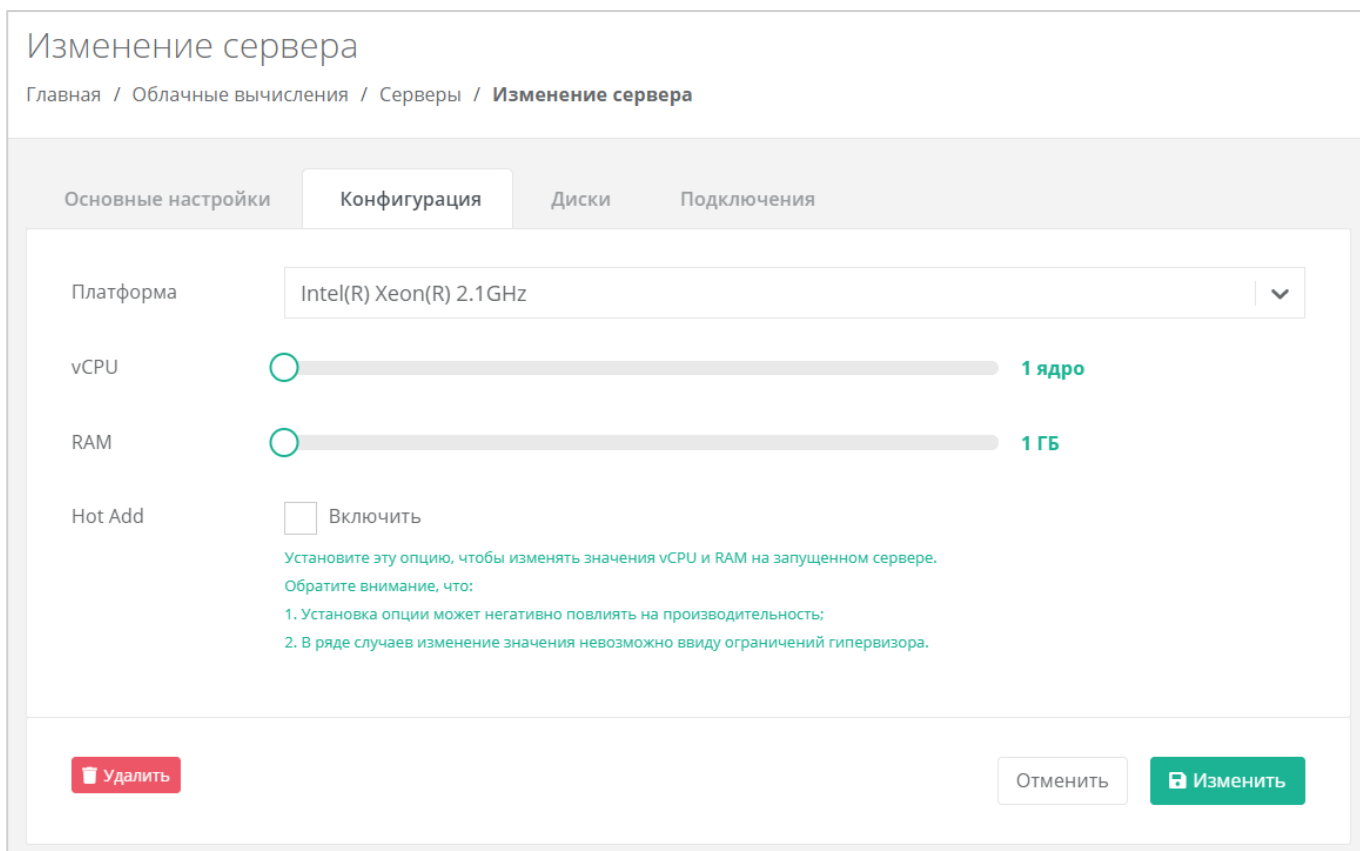 Изменение сервера
Главная / Облачные вычисления / Серверы / Изменение сервера
Основные настройки Конфигурация Диски Подключения
Платформа Intel(R) Xeon(R) 2.1GHz
vCPU 1 ядро
RAM 1 ГБ
Hot Add Включить
Установите эту опцию, чтобы изменять значения vCPU и RAM на запущенном сервере.
Обратите внимание, что:
1. Установка опции может негативно повлиять на производительность;
2. В ряде случаев изменение значения невозможно ввиду ограничений гипервизора.
Удалить Отменить Изменить